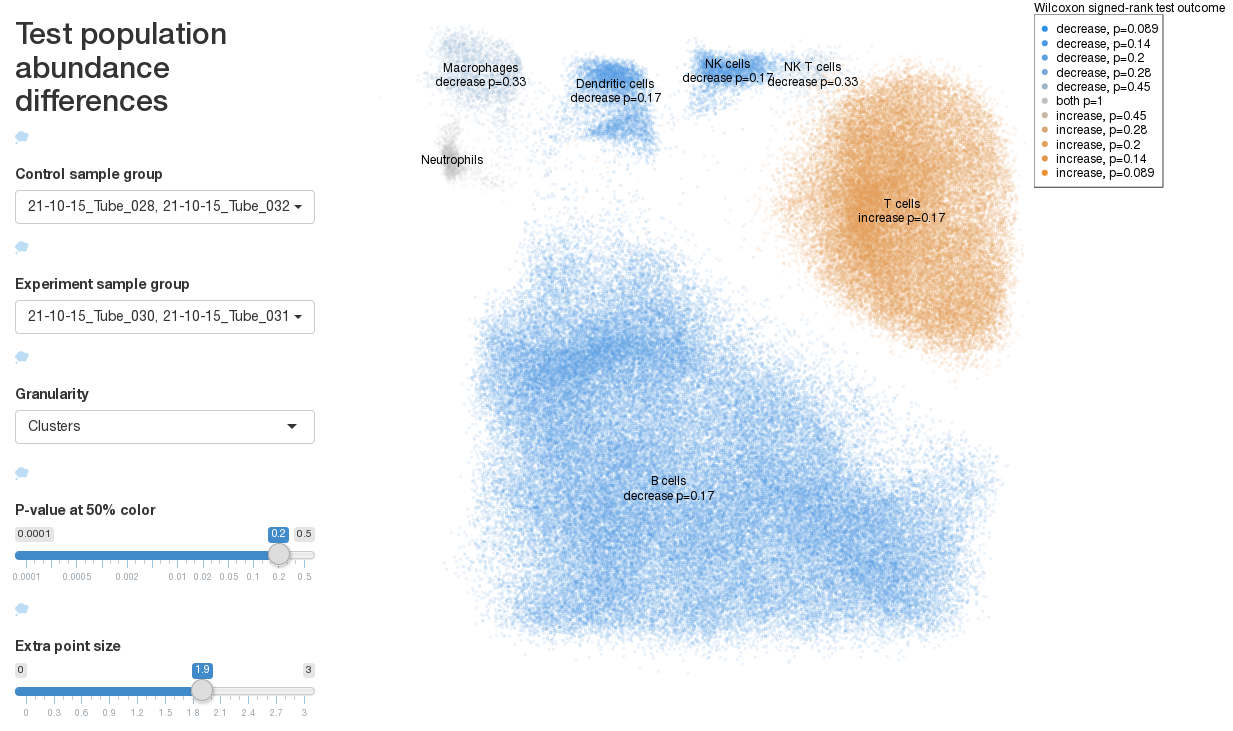 Test population
abundance
differences
Control sample group
21-10-15_Tube_028, 21-10-15_Tube_032
Experiment sample group
21-10-15_Tube_030, 21-10-15_Tube_031
Granularity
Clusters
P-value at 50% color
0.0001 0.2 0.5
0.0001 0.0005 0.002 0.01 0.02 0.05 0.1 0.2 0.5
Extra point size
0 1.9 3
0 0.3 0.6 0.9 1.2 1.5 1.8 2.1 2.4 2.7 3
Macrophages
decrease p=0.33
Dendritic cells
decrease p=0.17
NK cells
decrease p=0.17
NK T cells
decrease p=0.33
Neutrophils
T cells
increase p=0.17
B cells
decrease p=0.17
Wilcoxon signed-rank test outcome
decrease, p=0.089
decrease, p=0.14
decrease, p=0.2
decrease, p=0.28
decrease, p=0.45
both p=1
increase, p=0.45
increase, p=0.28
increase, p=0.2
increase, p=0.14
increase, p=0.089